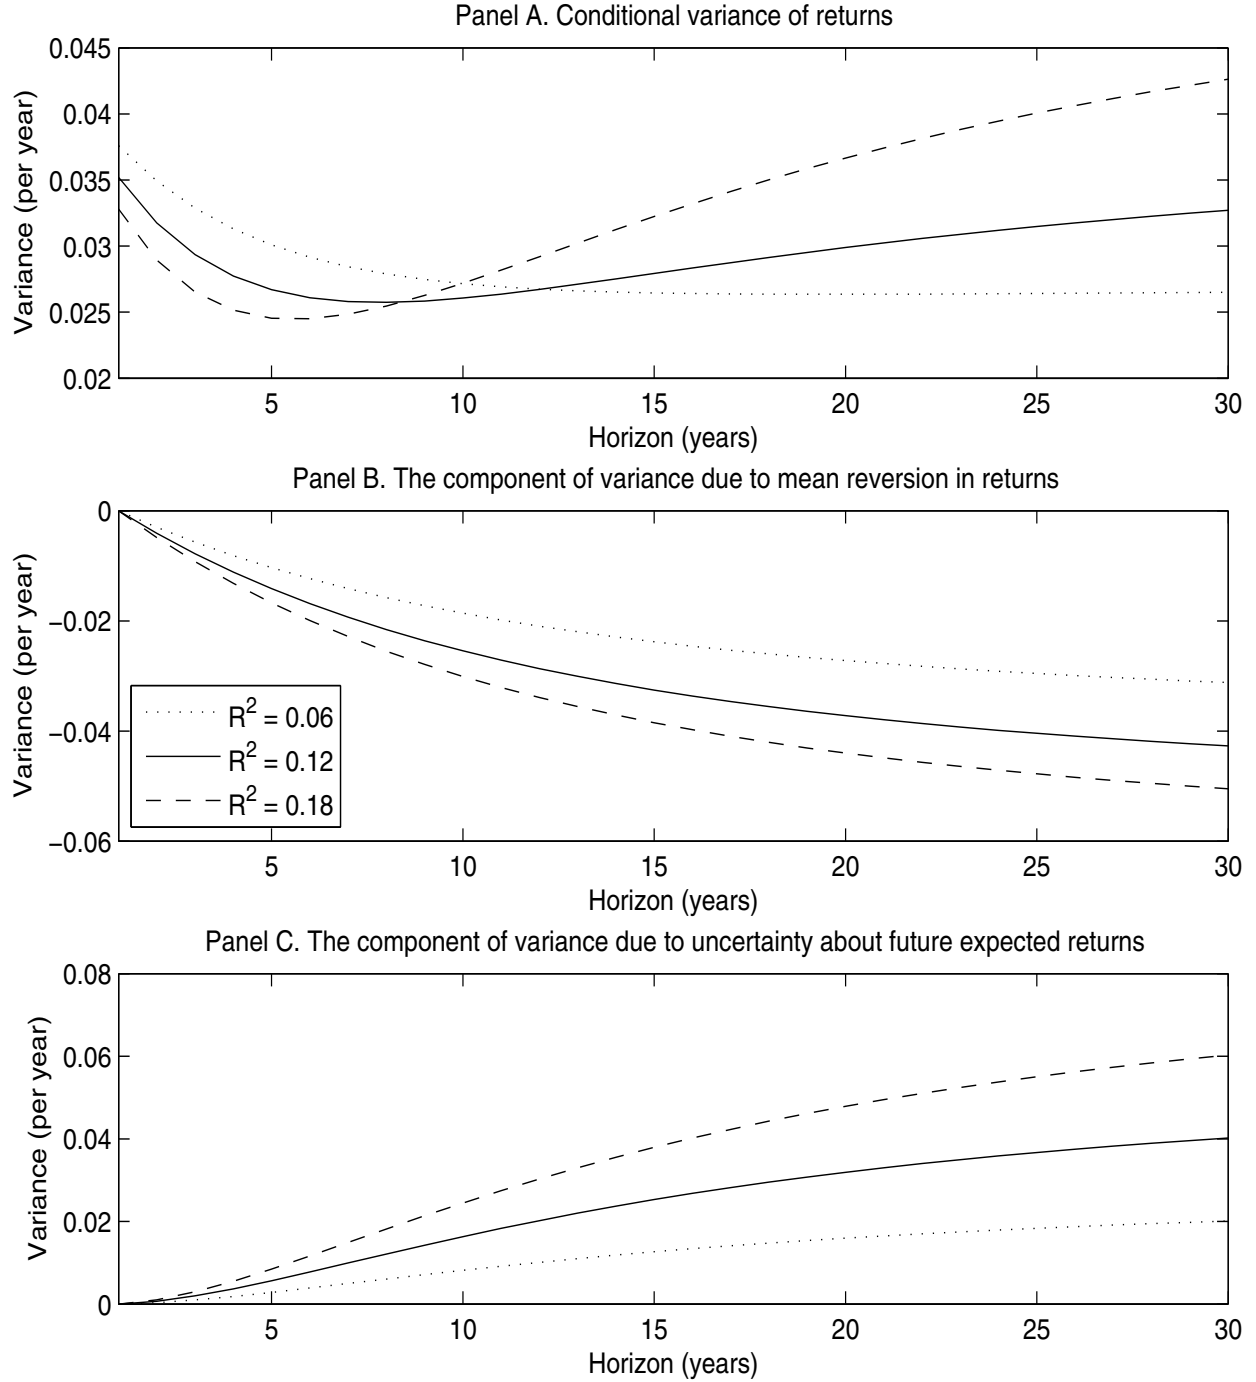 Panel A. Conditional variance of returns
0.045
0.04
0.035
0.03
0.025
0.02
Variance (per year)
5 10 15 20 25 30
Horizon (years)
Panel B. The component of variance due to mean reversion in returns
0
−0.02
−0.04
−0.06
Variance (per year)
R² = 0.06
R² = 0.12
R² = 0.18
5 10 15 20 25 30
Horizon (years)
Panel C. The component of variance due to uncertainty about future expected returns
0.08
0.06
0.04
0.02
0
Variance (per year)
5 10 15 20 25 30
Horizon (years)